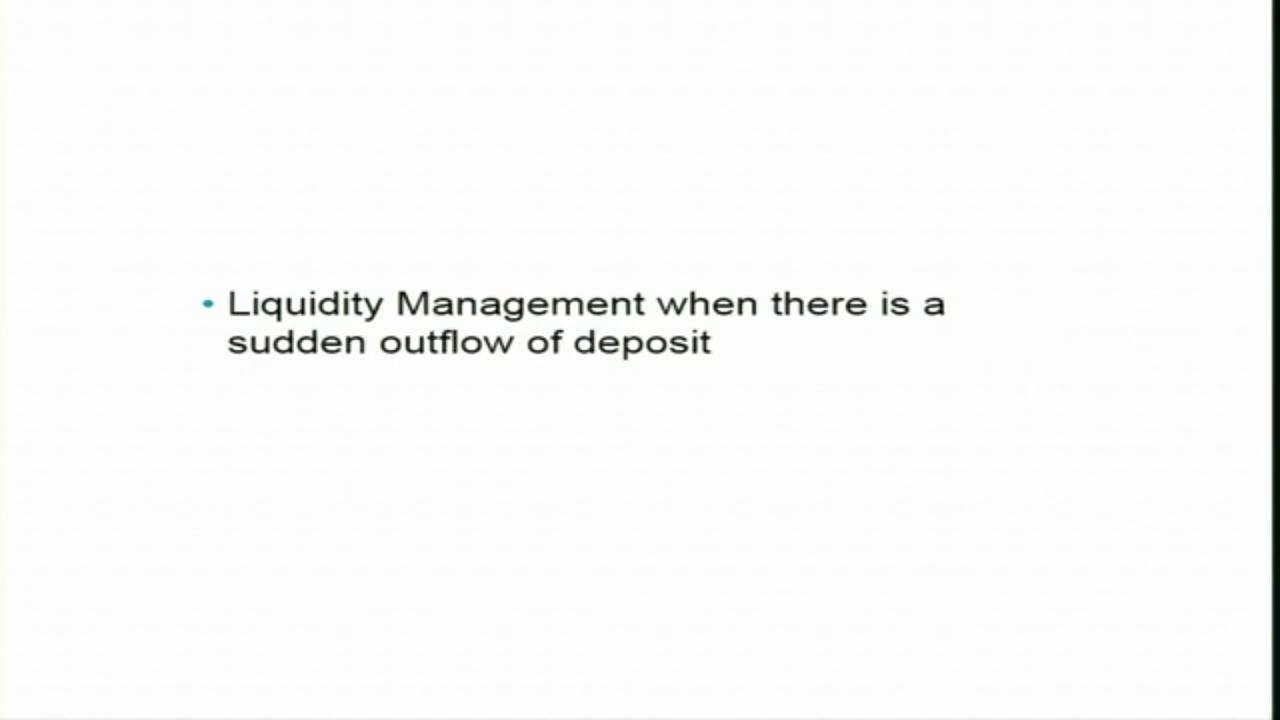 • Liquidity Management when there is a
sudden outflow of deposit